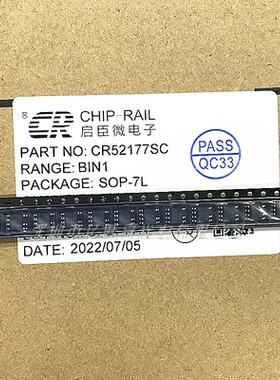 ®
CR CHIP-RAIL
启臣微电子
PART NO: CR52177SC
PASS
QC33
RANGE: BIN1
PACKAGE: SOP-7L
DATE: 2022/07/05